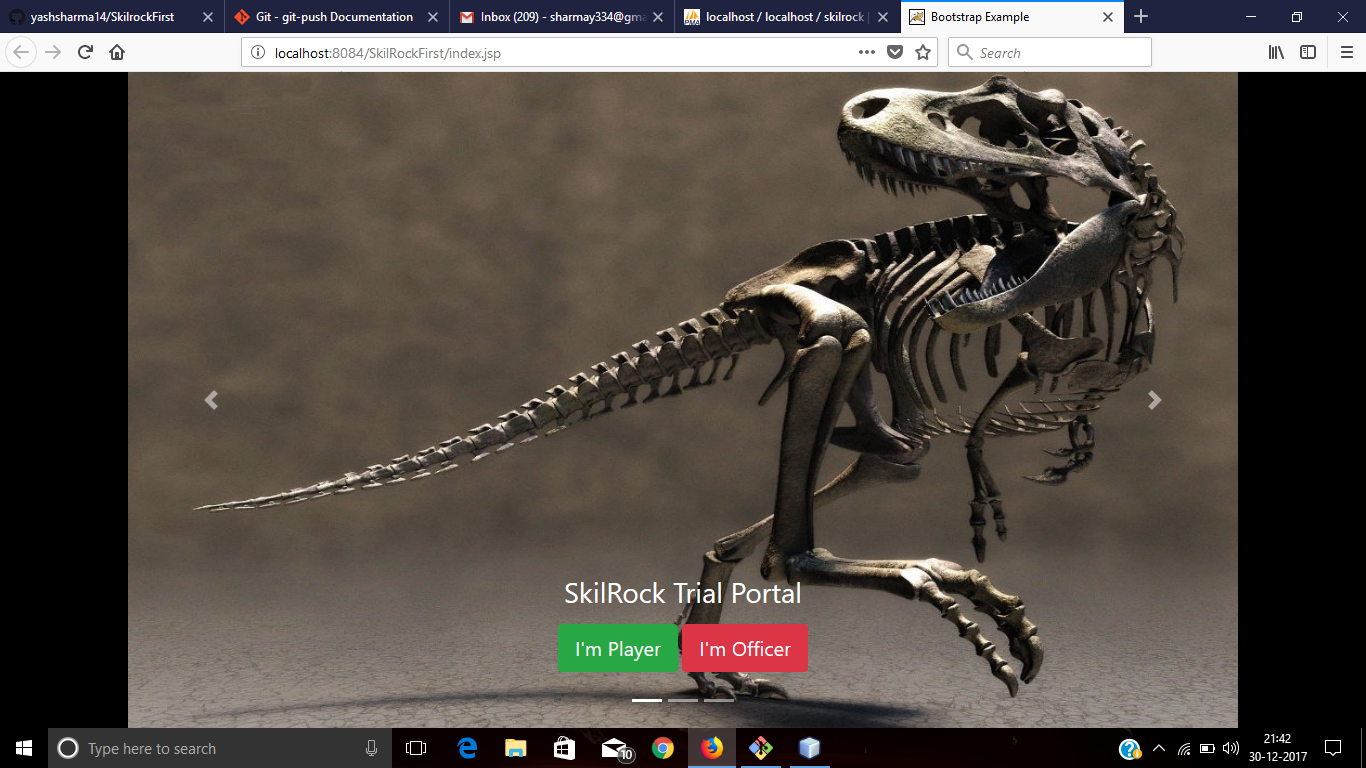 yashsharma14/SkilrockFirst
Git - git-push Documentation
Inbox (209) - sharmay334@gma
localhost / localhost / skilrock |
Bootstrap Example
localhost:8084/SkilRockFirst/index.jsp
Search
SkilRock Trial Portal
I'm Player
I'm Officer
Type here to search
10
21:42
30-12-2017